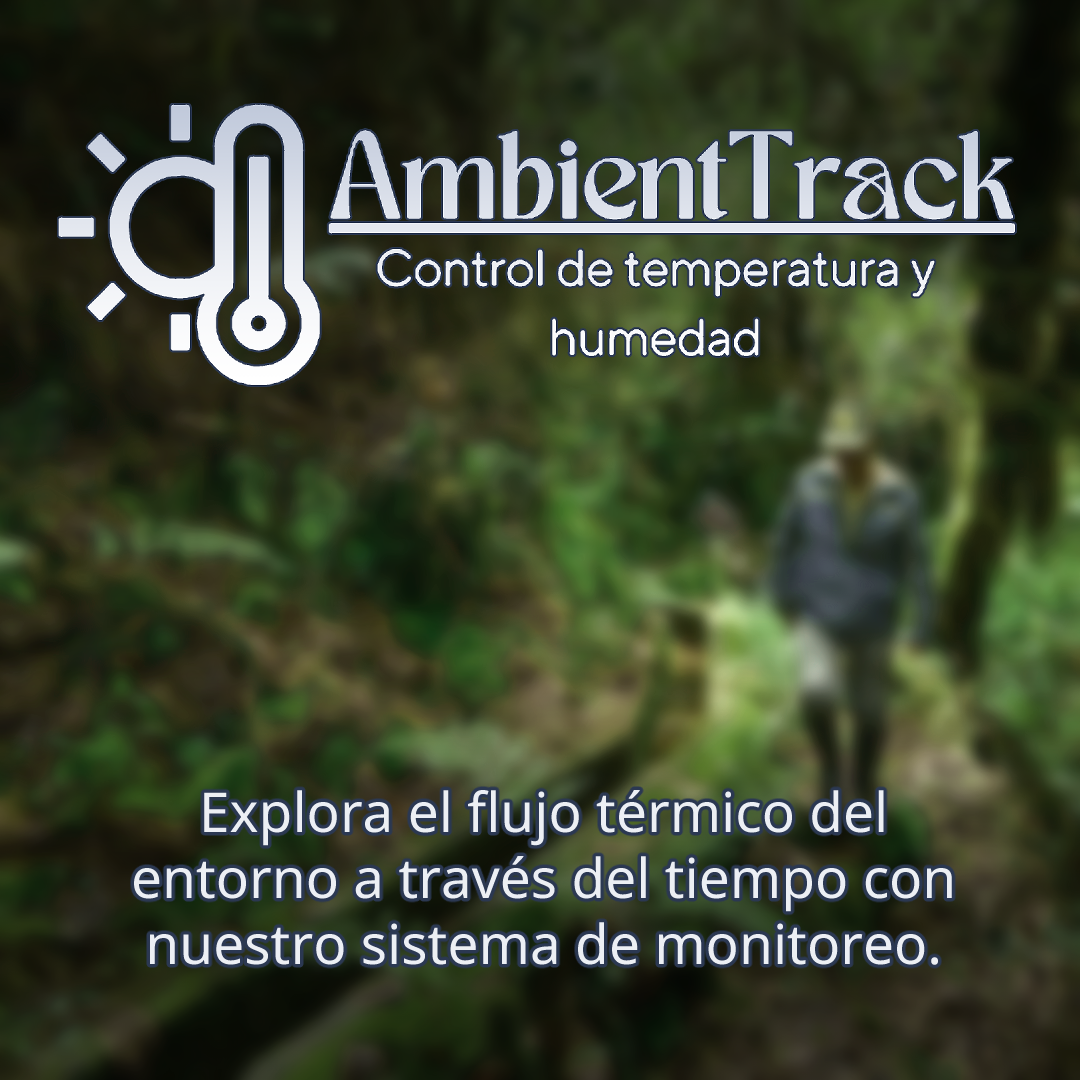 AmbientTrack
Control de temperatura y
humedad
Explora el flujo térmico del
entorno a través del tiempo con
nuestro sistema de monitoreo.